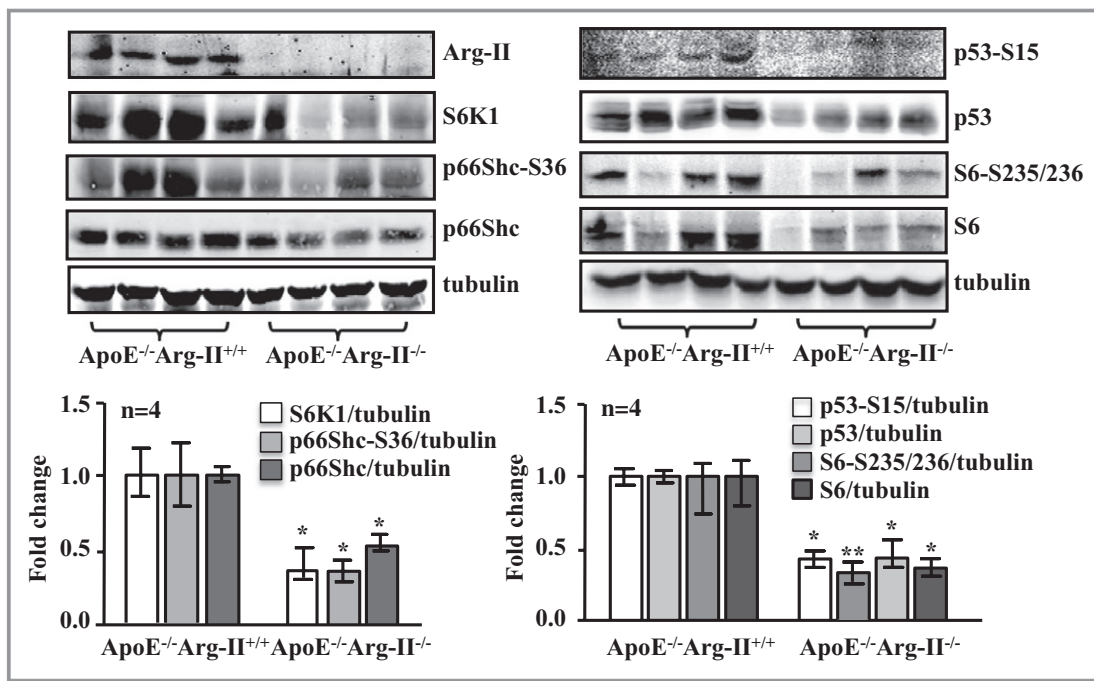 Arg-II
S6K1
p66Shc-S36
p66Shc
tubulin
ApoE⁻/⁻Arg-II⁺/⁺ ApoE⁻/⁻Arg-II⁻/⁻
p53-S15
p53
S6-S235/236
S6
tubulin
ApoE⁻/⁻Arg-II⁺/⁺ ApoE⁻/⁻Arg-II⁻/⁻
Fold change
1.5
1.0
0.5
0.0
n=4
S6K1/tubulin
p66Shc-S36/tubulin
p66Shc/tubulin
* * *
ApoE⁻/⁻Arg-II⁺/⁺ ApoE⁻/⁻Arg-II⁻/⁻
Fold change
1.5
1.0
0.5
0.0
n=4
p53-S15/tubulin
p53/tubulin
S6-S235/236/tubulin
S6/tubulin
* ** * *
ApoE⁻/⁻Arg-II⁺/⁺ ApoE⁻/⁻Arg-II⁻/⁻